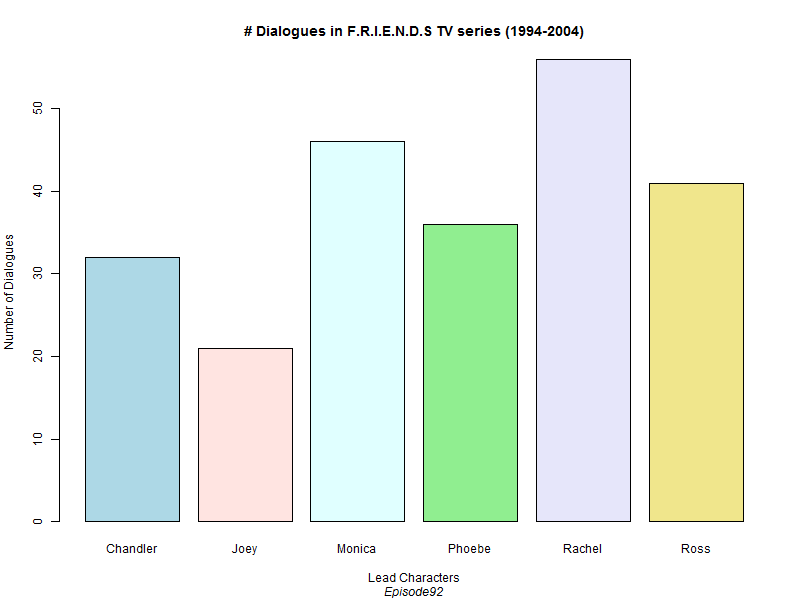 # Dialogues in F.R.I.E.N.D.S TV series (1994-2004)
Number of Dialogues
50
40
30
20
10
0
Chandler Joey Monica Phoebe Rachel Ross
Lead Characters
Episode92